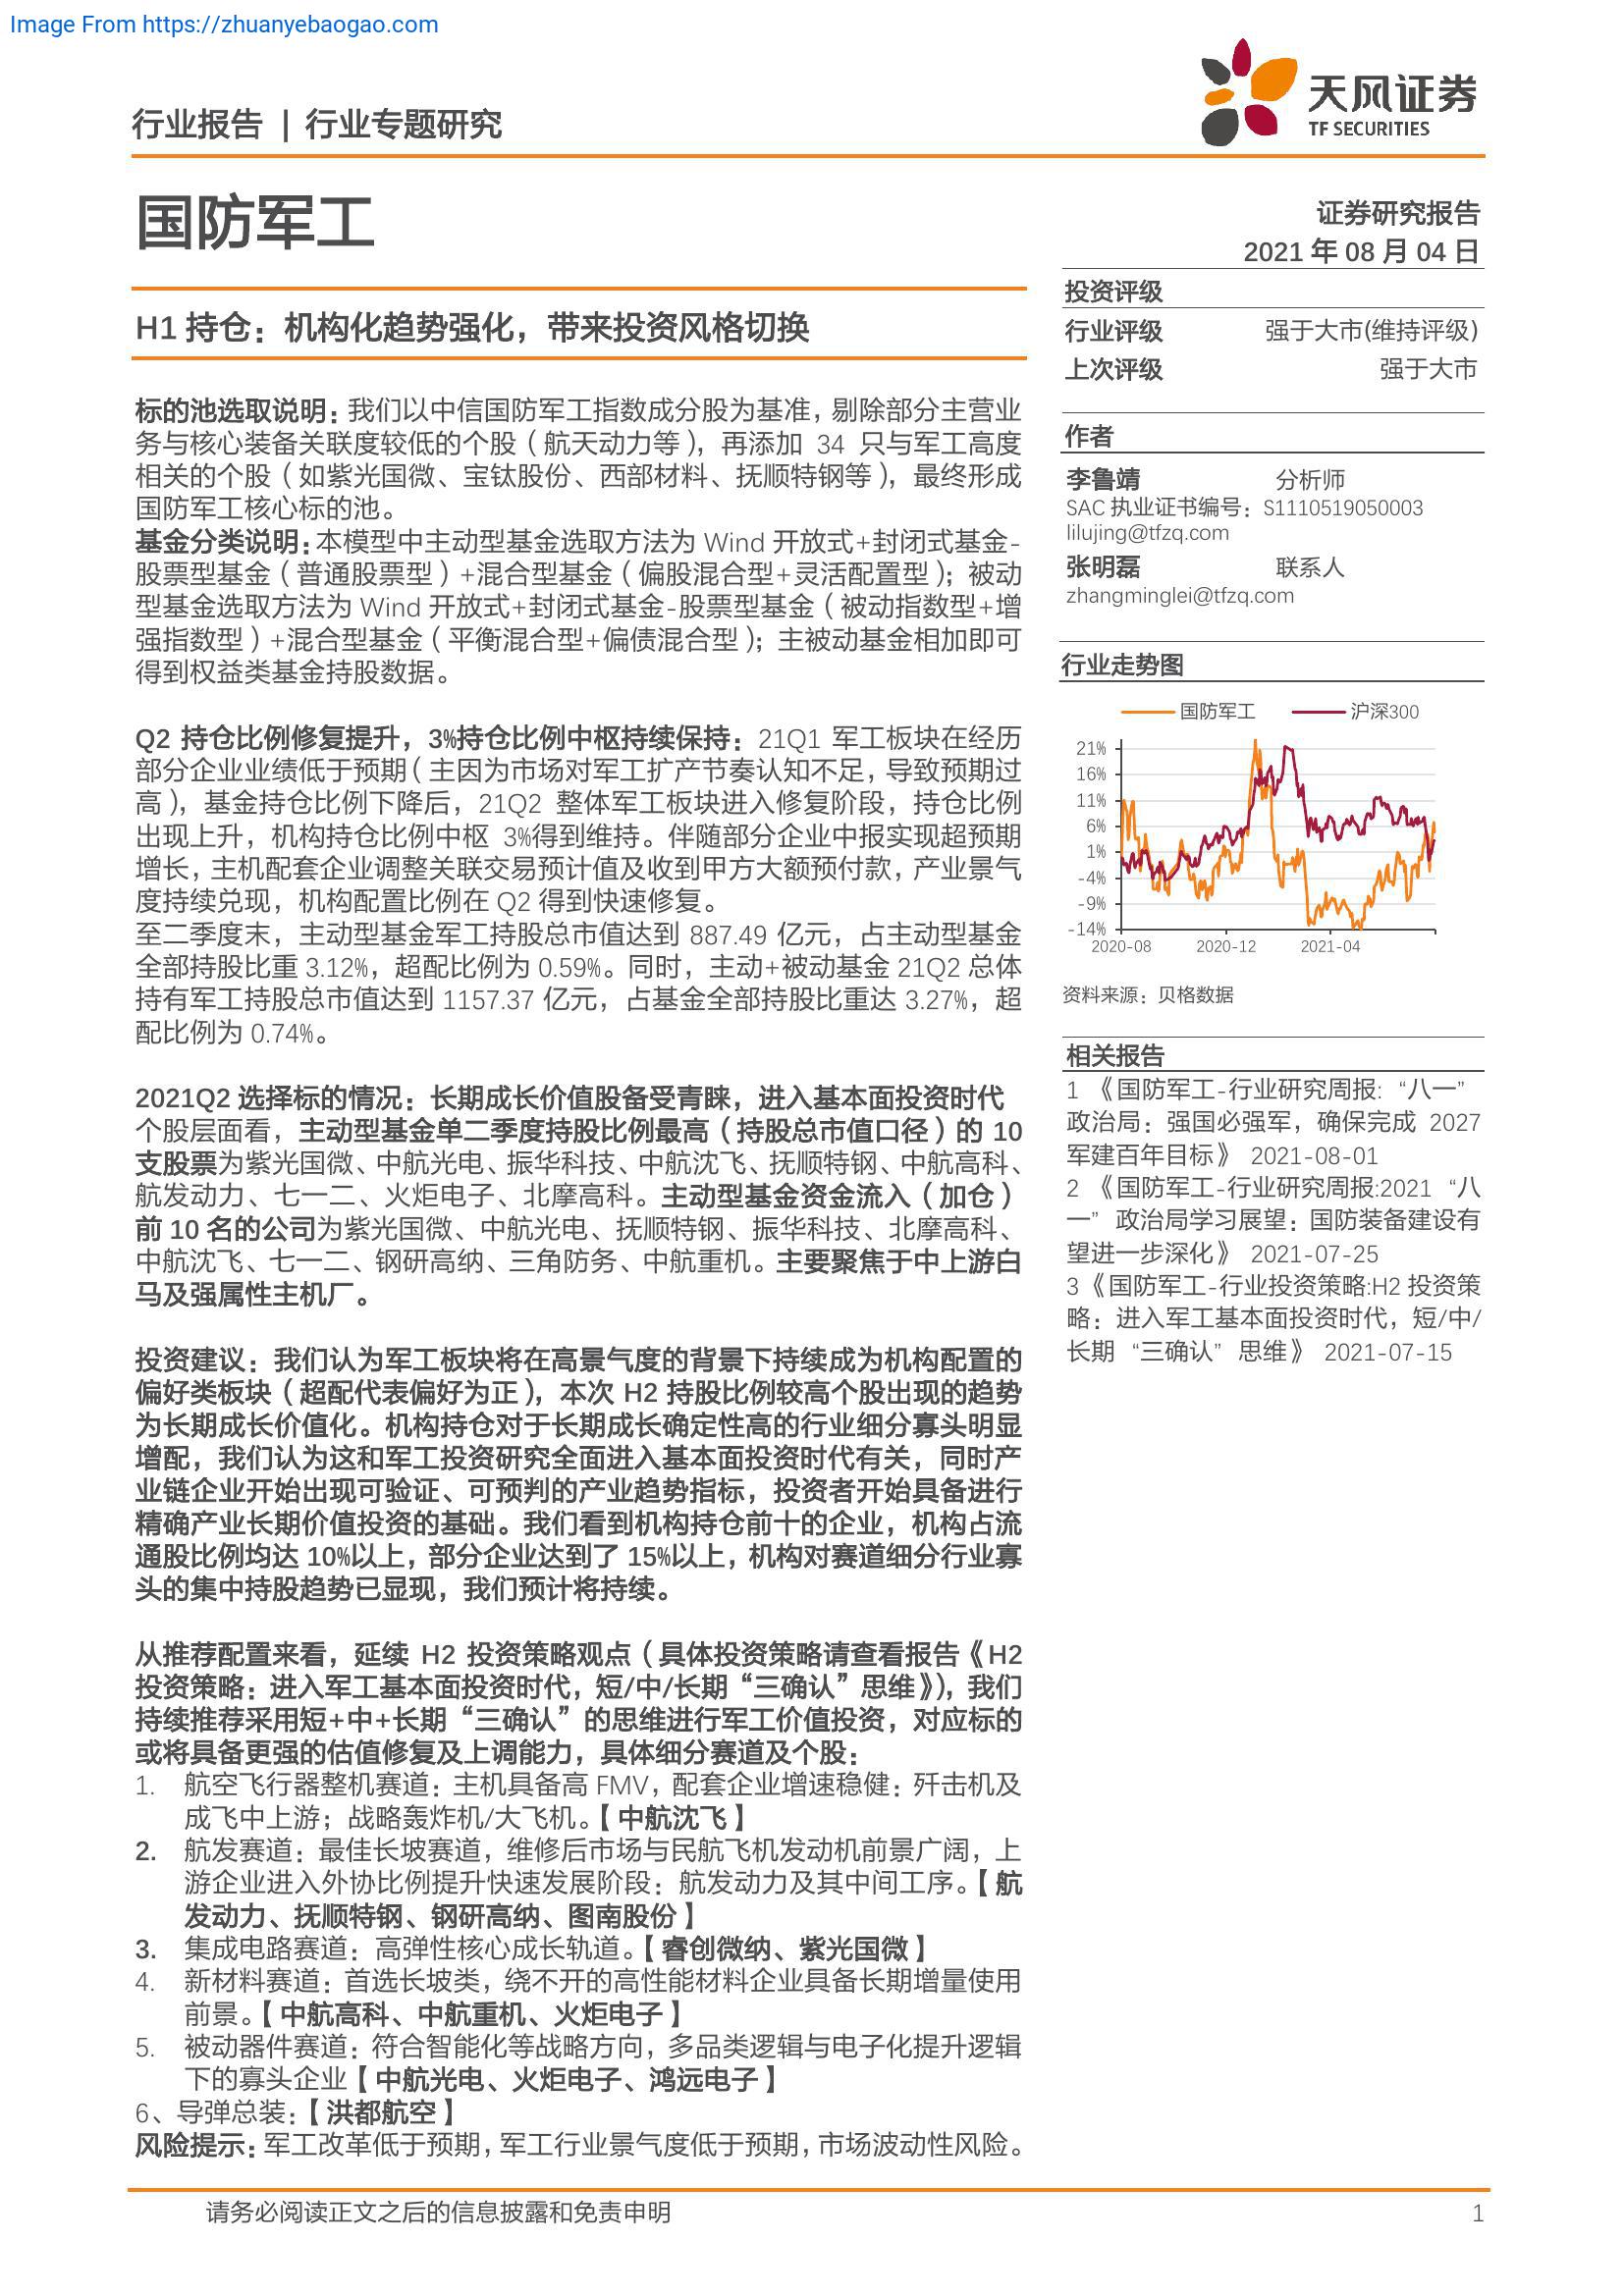 Image From https://zhuanyebaogao.com
行业报告 | 行业专题研究
天风证券
TF SECURITIES
国防军工
证券研究报告
2021 年 08 月 04 日
H1 持仓：机构化趋势强化，带来投资风格切换
标的池选取说明：我们以中信国防军工指数成分股为基准，剔除部分主营业
务与核心装备关联度较低的个股（航天动力等），再添加 34 只与军工高度
相关的个股（如紫光国微、宝钛股份、西部材料、抚顺特钢等），最终形成
国防军工核心标的池。
基金分类说明：本模型中主动型基金选取方法为 Wind 开放式+封闭式基金-
股票型基金（普通股票型）+混合型基金（偏股混合型+灵活配置型）；被动
型基金选取方法为 Wind 开放式+封闭式基金-股票型基金（被动指数型+增
强指数型）+混合型基金（平衡混合型+偏债混合型）；主被动基金相加即可
得到权益类基金持股数据。
Q2 持仓比例修复提升，3%持仓比例中枢持续保持：21Q1 军工板块在经历
部分企业业绩低于预期（主因为市场对军工扩产节奏认知不足，导致预期过
高），基金持仓比例下降后，21Q2 整体军工板块进入修复阶段，持仓比例
出现上升，机构持仓比例中枢 3%得到维持。伴随部分企业中报实现超预期
增长，主机配套企业调整关联交易预计值及收到甲方大额预付款，产业景气
度持续兑现，机构配置比例在 Q2 得到快速修复。
至二季度末，主动型基金军工持股总市值达到 887.49 亿元，占主动型基金
全部持股比重 3.12%，超配比例为 0.59%。同时，主动+被动基金 21Q2 总体
持有军工持股总市值达到 1157.37 亿元，占基金全部持股比重达 3.27%，超
配比例为 0.74%。
2021Q2 选择标的情况：长期成长价值股备受青睐，进入基本面投资时代
个股层面看，主动型基金单二季度持股比例最高（持股总市值口径）的 10
支股票为紫光国微、中航光电、振华科技、中航沈飞、抚顺特钢、中航高科、
航发动力、七一二、火炬电子、北摩高科。主动型基金资金流入（加仓）
前 10 名的公司为紫光国微、中航光电、抚顺特钢、振华科技、北摩高科、
中航沈飞、七一二、钢研高纳、三角防务、中航重机。主要聚焦于中上游白
马及强属性主机厂。
投资建议：我们认为军工板块将在高景气度的背景下持续成为机构配置的
偏好类板块（超配代表偏好为正），本次 H2 持股比例较高个股出现的趋势
为长期成长价值化。机构持仓对于长期成长确定性高的行业细分寡头明显
增配，我们认为这和军工投资研究全面进入基本面投资时代有关，同时产
业链企业开始出现可验证、可预判的产业趋势指标，投资者开始具备进行
精确产业长期价值投资的基础。我们看到机构持仓前十的企业，机构占流
通股比例均达 10%以上，部分企业达到了 15%以上，机构对赛道细分行业寡
头的集中持股趋势已显现，我们预计将持续。
从推荐配置来看，延续 H2 投资策略观点（具体投资策略请查看报告《H2
投资策略：进入军工基本面投资时代，短/中/长期“三确认”思维》），我们
持续推荐采用短+中+长期“三确认”的思维进行军工价值投资，对应标的
或将具备更强的估值修复及上调能力，具体细分赛道及个股：
1. 航空飞行器整机赛道：主机具备高 FMV，配套企业增速稳健：歼击机及
成飞中上游；战略轰炸机/大飞机。【中航沈飞】
2. 航发赛道：最佳长坡赛道，维修后市场与民航飞机发动机前景广阔，上
游企业进入外协比例提升快速发展阶段：航发动力及其中间工序。【航
发动力、抚顺特钢、钢研高纳、图南股份】
3. 集成电路赛道：高弹性核心成长轨道。【睿创微纳、紫光国微】
4. 新材料赛道：首选长坡类，绕不开的高性能材料企业具备长期增量使用
前景。【中航高科、中航重机、火炬电子】
5. 被动器件赛道：符合智能化等战略方向，多品类逻辑与电子化提升逻辑
下的寡头企业【中航光电、火炬电子、鸿远电子】
6、导弹总装：【洪都航空】
风险提示：军工改革低于预期，军工行业景气度低于预期，市场波动性风险。
投资评级
行业评级 强于大市(维持评级)
上次评级 强于大市
作者
李鲁靖 分析师
SAC 执业证书编号：S1110519050003
lilujing@tfzq.com
张明磊 联系人
zhangminglei@tfzq.com
行业走势图
国防军工 沪深300
21%
16%
11%
6%
1%
-4%
-9%
-14%
2020-08 2020-12 2021-04
资料来源：贝格数据
相关报告
1 《国防军工-行业研究周报: “八一”
政治局：强国必强军，确保完成 2027
军建百年目标》 2021-08-01
2 《国防军工-行业研究周报:2021 “八
一” 政治局学习展望：国防装备建设有
望进一步深化》 2021-07-25
3 《国防军工-行业投资策略:H2 投资策
略：进入军工基本面投资时代，短/中/
长期 “三确认” 思维》 2021-07-15
请务必阅读正文之后的信息披露和免责申明
1